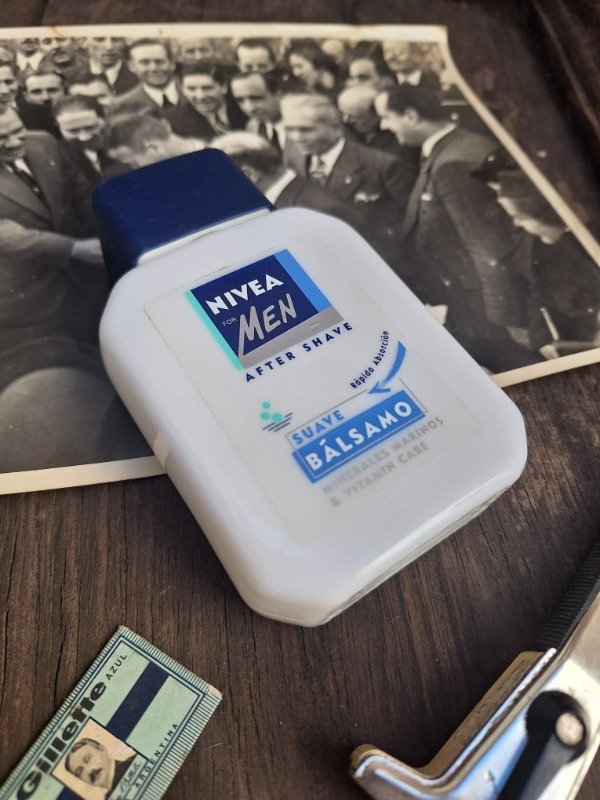 NIVEA
FOR MEN
AFTER SHAVE
Rápida Absorción
SUAVE
BÁLSAMO
MINERALES MARINOS
& VITAMIN CARE
Gillette AZUL
ARGENTINA